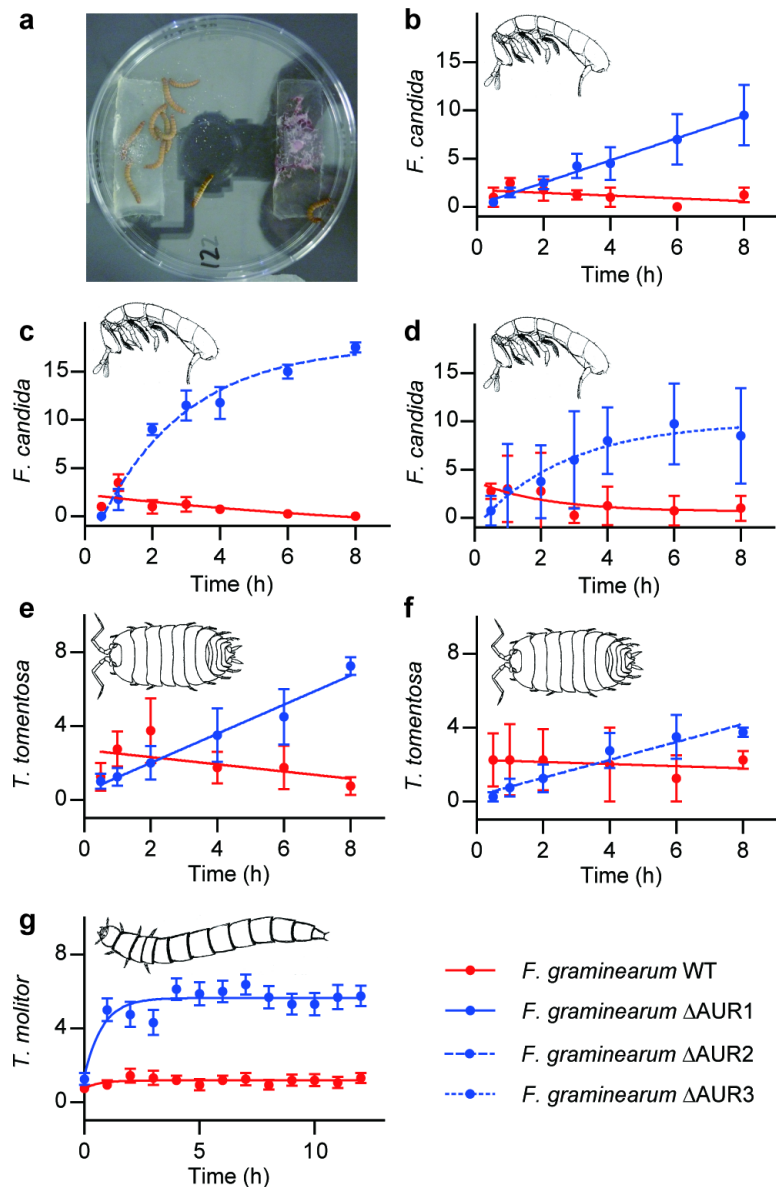 a
122
b
F. candida
15
10
5
0
0 2 4 6 8
Time (h)
c
F. candida
15
10
5
0
0 2 4 6 8
Time (h)
d
F. candida
15
10
5
0
0 2 4 6 8
Time (h)
e
T. tomentosa
8
4
0
0 2 4 6 8
Time (h)
f
T. tomentosa
8
4
0
0 2 4 6 8
Time (h)
g
T. molitor
8
4
0
0 5 10
Time (h)
F. graminearum WT
F. graminearum ΔAUR1
F. graminearum ΔAUR2
F. graminearum ΔAUR3